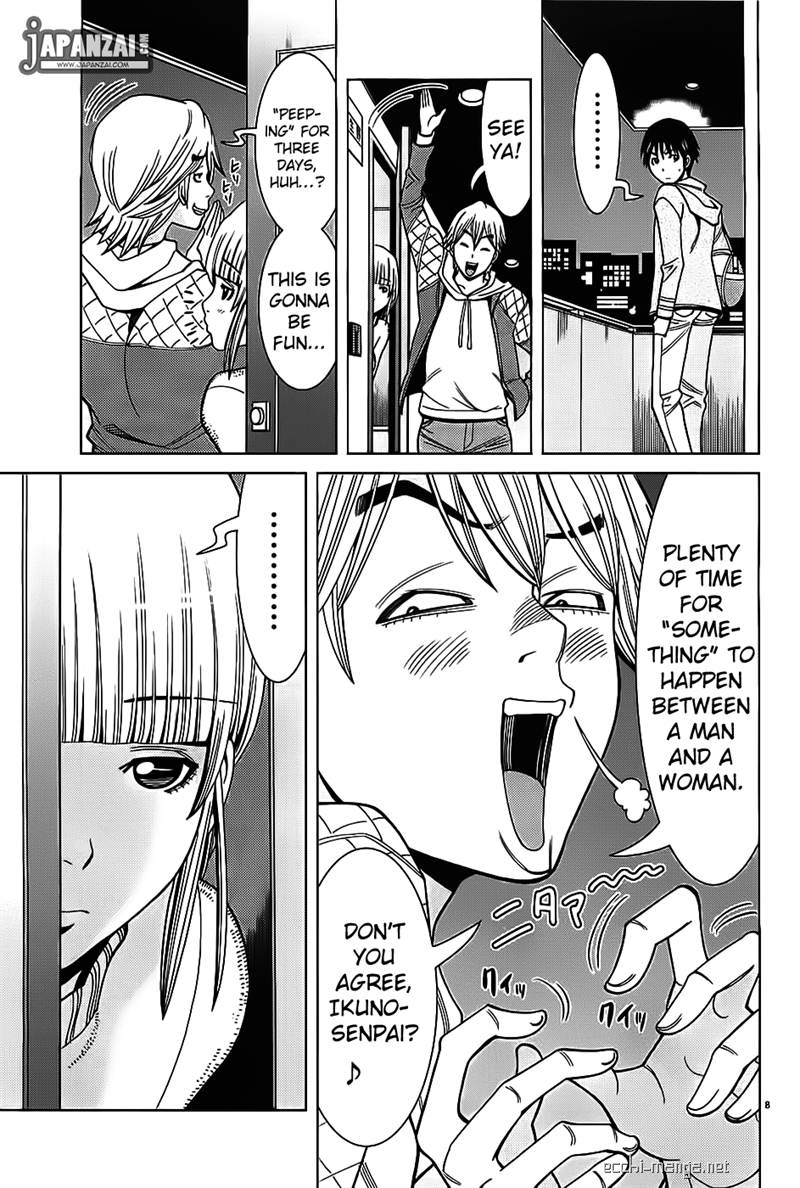 JAPANZAI.COM
WWW.JAPANZAI.COM
........
SEE
YA!
"PEEP-
ING" FOR
THREE
DAYS,
HUH...?
THIS IS
GONNA
BE
FUN...
PLENTY
OF TIME
FOR
"SOME-
THING" TO
HAPPEN
BETWEEN
A MAN
AND A
WOMAN.
ニタァ〜〜
クイッ
クイッ
DON'T
YOU
AGREE,
IKUNO-
SENPAI?
♪
........
8
ecchi-manga.net